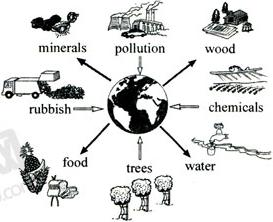 minerals
pollution
wood
rubbish
chemicals
food
trees
water